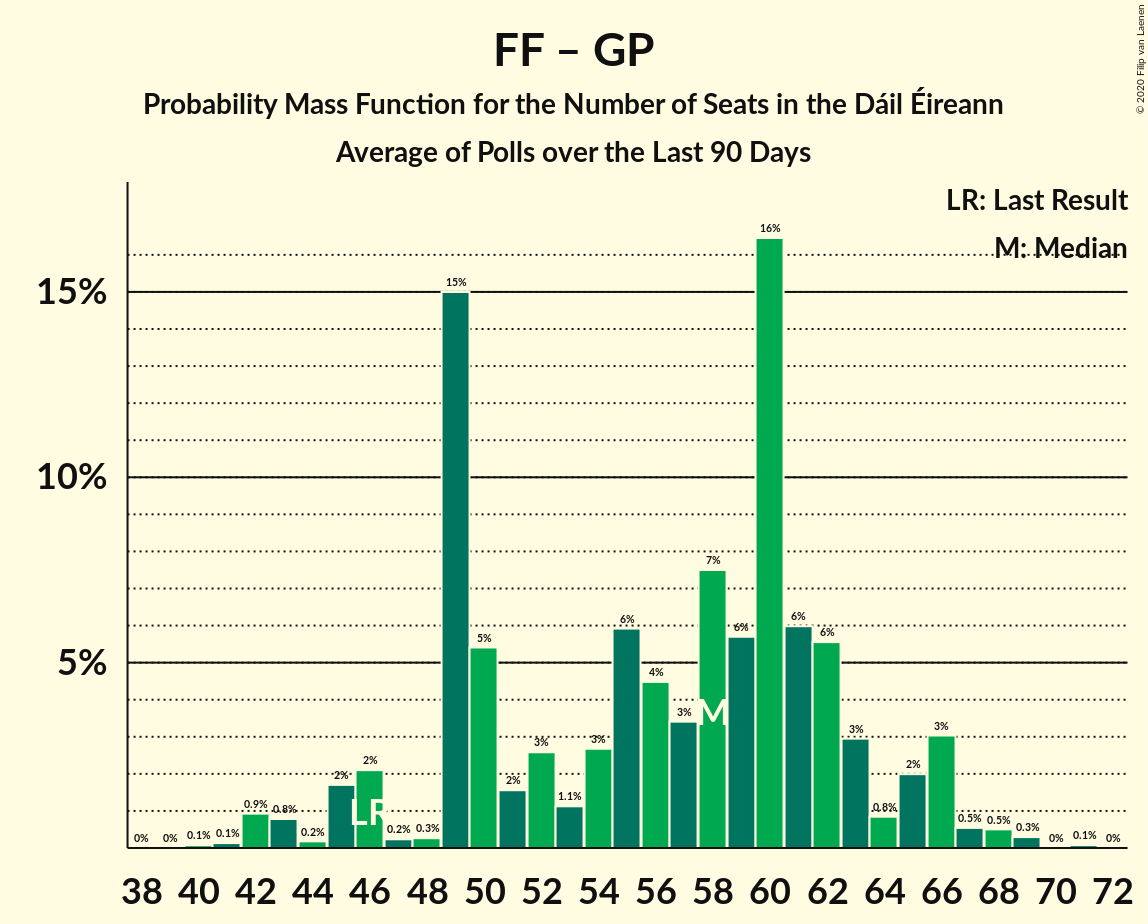 FF – GP
Probability Mass Function for the Number of Seats in the Dáil Éireann
Average of Polls over the Last 90 Days
© 2020 Filip van Laenen
LR: Last Result
M: Median
15%
10%
5%
0% 0% 0.1% 0.1% 0.9% 0.8% 0.2% 2% 2% 0.2% 0.3% 15% 5% 2% 3% 1.1% 3% 6% 4% 3% 7% 6% 16% 6% 6% 3% 0.8% 2% 3% 0.5% 0.5% 0.3% 0% 0.1% 0%
LR
M
38 40 42 44 46 48 50 52 54 56 58 60 62 64 66 68 70 72